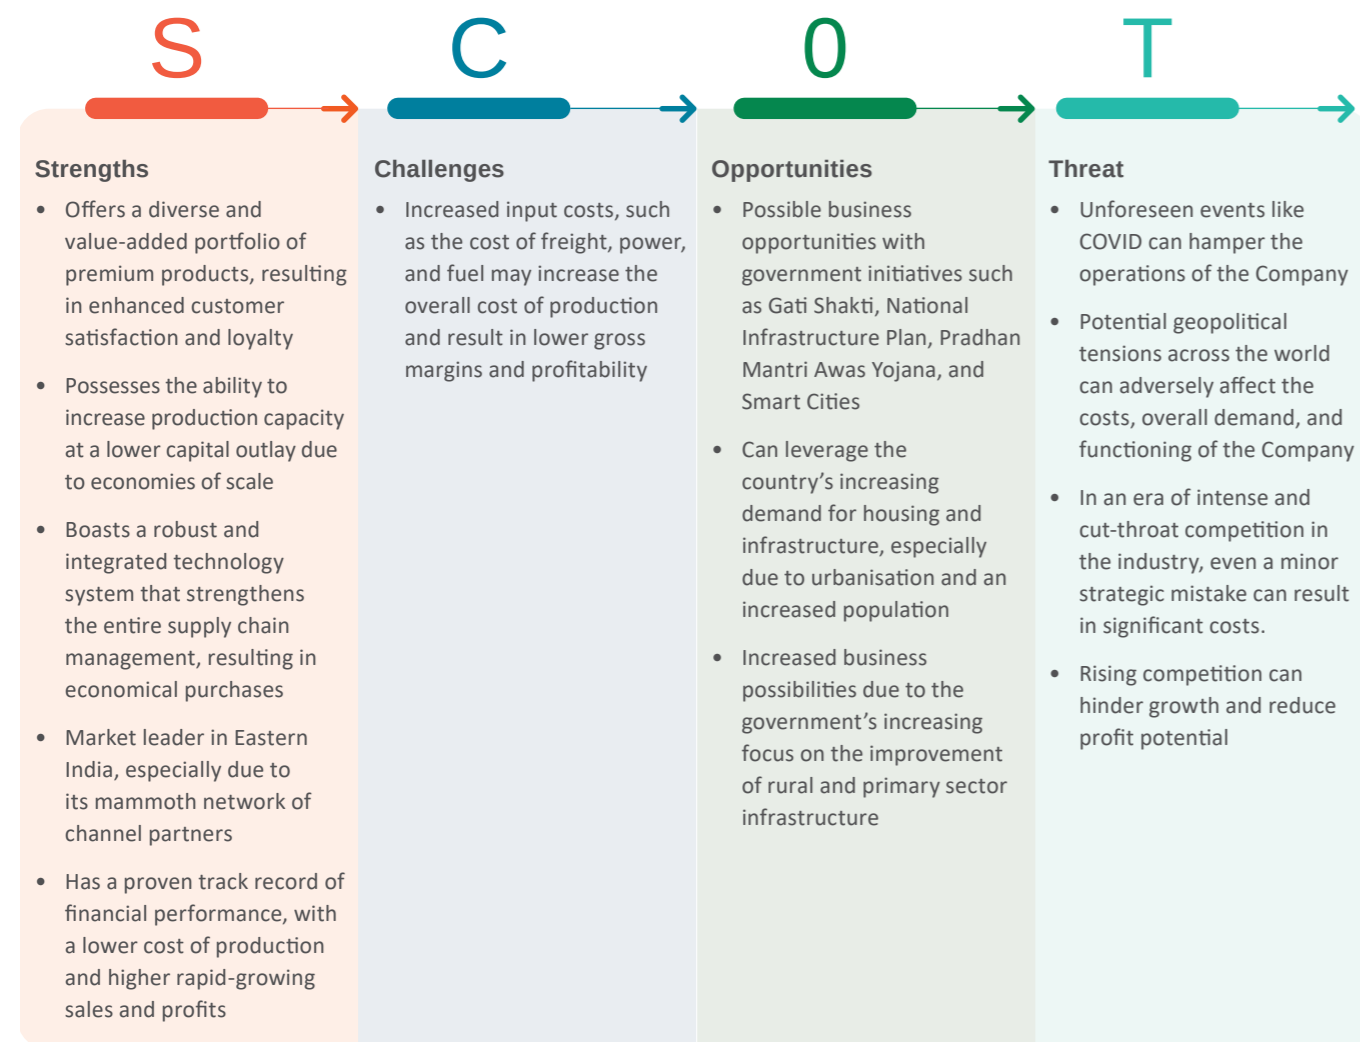 S
C
0
T
Strengths
• Offers a diverse and
value-added portfolio of
premium products, resulting
in enhanced customer
satisfaction and loyalty
• Possesses the ability to
increase production capacity
at a lower capital outlay due
to economies of scale
• Boasts a robust and
integrated technology
system that strengthens
the entire supply chain
management, resulting in
economical purchases
• Market leader in Eastern
India, especially due to
its mammoth network of
channel partners
• Has a proven track record of
financial performance, with
a lower cost of production
and higher rapid-growing
sales and profits
Challenges
• Increased input costs, such
as the cost of freight, power,
and fuel may increase the
overall cost of production
and result in lower gross
margins and profitability
Opportunities
• Possible business
opportunities with
government initiatives such
as Gati Shakti, National
Infrastructure Plan, Pradhan
Mantri Awas Yojana, and
Smart Cities
• Can leverage the
country's increasing
demand for housing and
infrastructure, especially
due to urbanisation and an
increased population
• Increased business
possibilities due to the
government's increasing
focus on the improvement
of rural and primary sector
infrastructure
Threat
• Unforeseen events like
COVID can hamper the
operations of the Company
• Potential geopolitical
tensions across the world
can adversely affect the
costs, overall demand, and
functioning of the Company
• In an era of intense and
cut-throat competition in
the industry, even a minor
strategic mistake can result
in significant costs.
• Rising competition can
hinder growth and reduce
profit potential